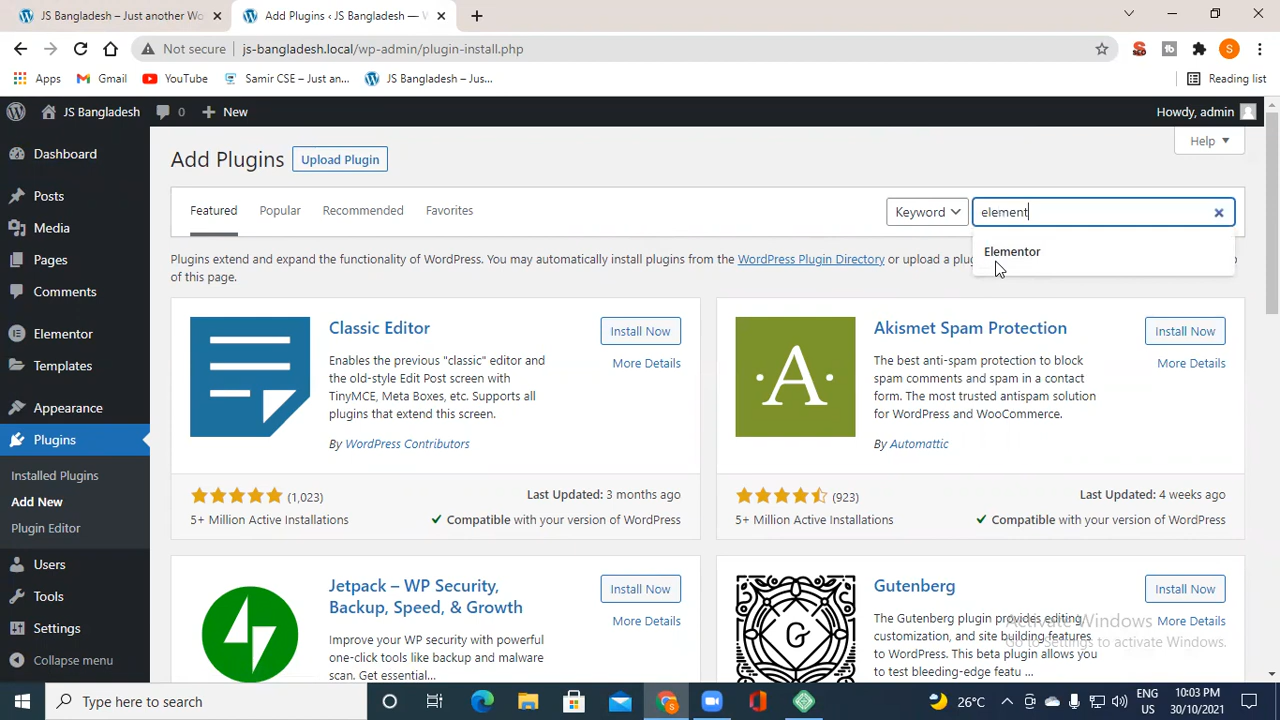 JS Bangladesh – Just another Wo
Add Plugins ‹ JS Bangladesh — W
Not secure
js-bangladesh.local/wp-admin/plugin-install.php
S
Apps
Gmail
YouTube
Samir CSE – Just an...
JS Bangladesh – Jus...
Reading list
JS Bangladesh
0
New
Howdy, admin
Dashboard
Posts
Media
Pages
Comments
Elementor
Templates
Appearance
Plugins
Installed Plugins
Add New
Plugin Editor
Users
Tools
Settings
Collapse menu
Help
Add Plugins
Upload Plugin
Featured
Popular
Recommended
Favorites
Keyword
element
Elementor
Plugins extend and expand the functionality of WordPress. You may automatically install plugins from the WordPress Plugin Directory or upload a plu
of this page.
Classic Editor
Install Now
More Details
Enables the previous "classic" editor and
the old-style Edit Post screen with
TinyMCE, Meta Boxes, etc. Supports all
plugins that extend this screen.
By WordPress Contributors
(1,023)
Last Updated: 3 months ago
5+ Million Active Installations
Compatible with your version of WordPress
A
Akismet Spam Protection
Install Now
More Details
The best anti-spam protection to block
spam comments and spam in a contact
form. The most trusted antispam solution
for WordPress and WooCommerce.
By Automattic
(923)
Last Updated: 4 weeks ago
5+ Million Active Installations
Compatible with your version of WordPress
Jetpack – WP Security,
Backup, Speed, & Growth
Install Now
More Details
Improve your WP security with powerful
one-click tools like backup and malware
scan. Get essential...
Gutenberg
Install Now
More Details
The Gutenberg plugin provides editing,
customization, and site building features
to WordPress. This beta plugin allows you
to test bleeding-edge featu ...
Activate Windows
Go to Settings to activate Windows.
Type here to search
26°C
ENG
US
10:03 PM
30/10/2021